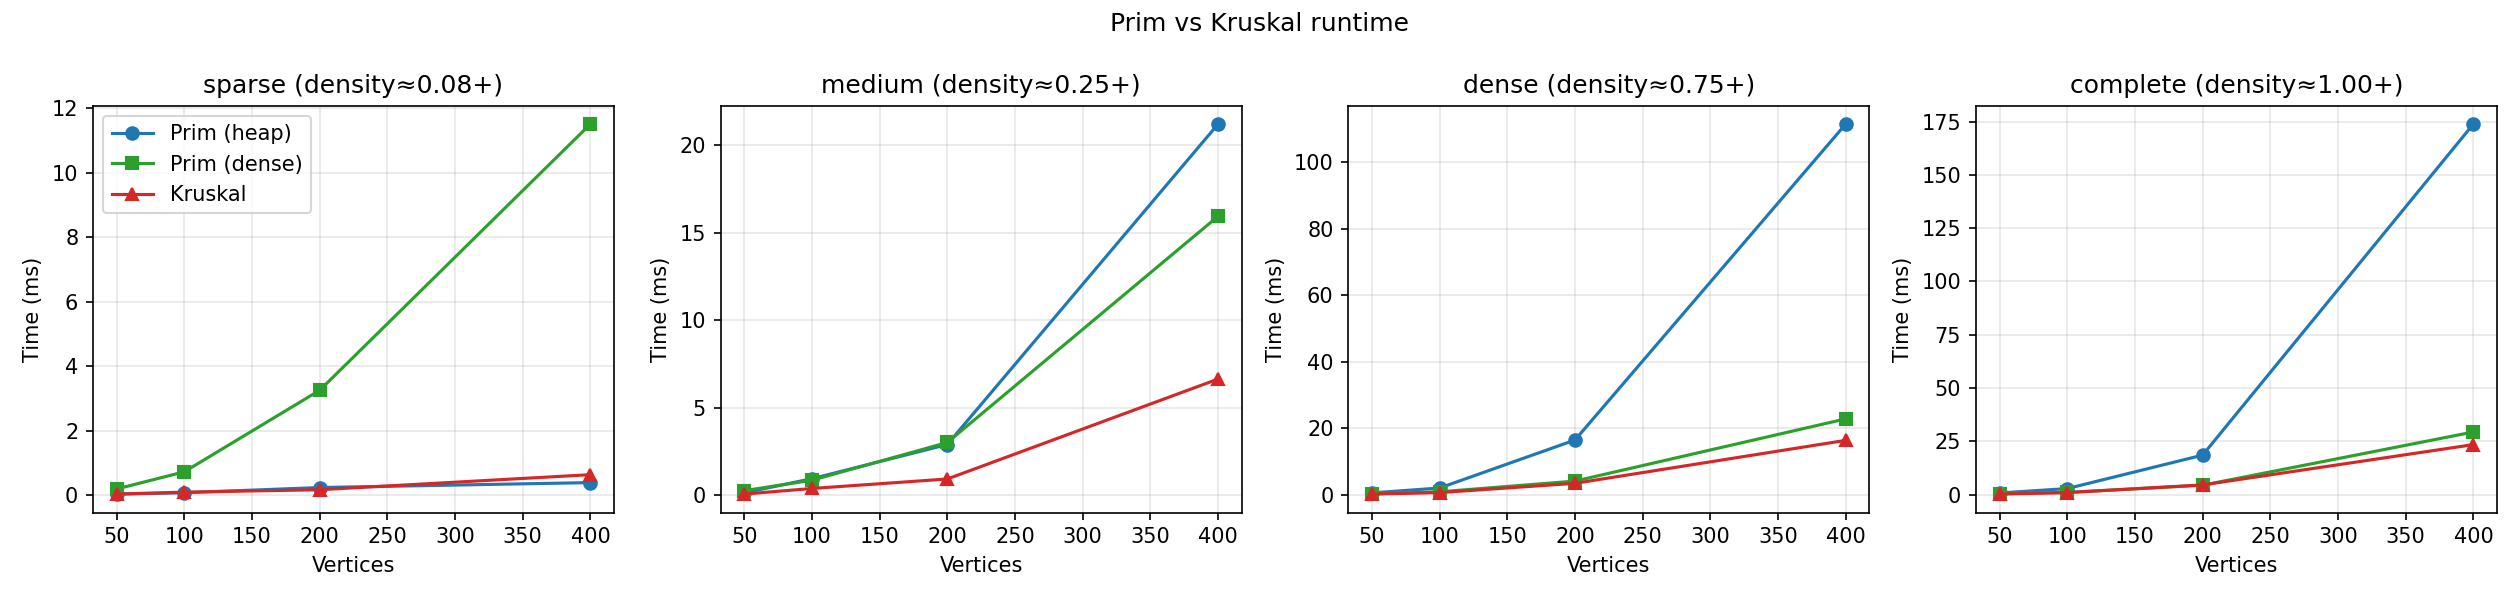 Prim vs Kruskal runtime
sparse (density≈0.08+)
12
10
8
6
4
2
0
Time (ms)
Prim (heap)
Prim (dense)
Kruskal
50 100 150 200 250 300 350 400
Vertices
medium (density≈0.25+)
20
15
10
5
0
Time (ms)
50 100 150 200 250 300 350 400
Vertices
dense (density≈0.75+)
100
80
60
40
20
0
Time (ms)
50 100 150 200 250 300 350 400
Vertices
complete (density≈1.00+)
175
150
125
100
75
50
25
0
Time (ms)
50 100 150 200 250 300 350 400
Vertices